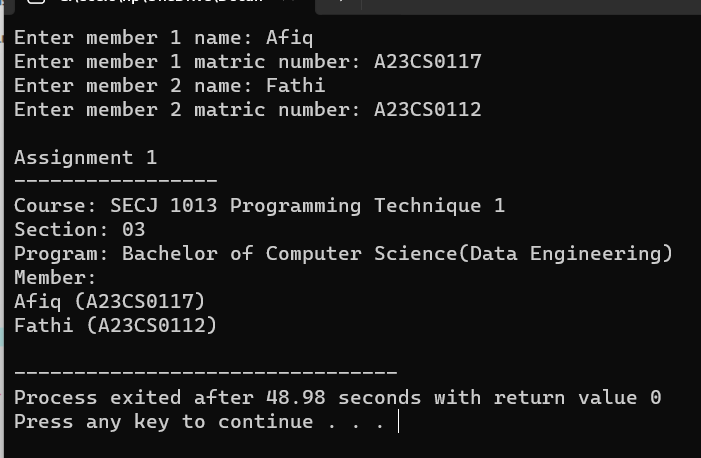 Enter member 1 name: Afiq
Enter member 1 matric number: A23CS0117
Enter member 2 name: Fathi
Enter member 2 matric number: A23CS0112
Assignment 1
-----------------
Course: SECJ 1013 Programming Technique 1
Section: 03
Program: Bachelor of Computer Science(Data Engineering)
Member:
Afiq (A23CS0117)
Fathi (A23CS0112)
--------------------------------
Process exited after 48.98 seconds with return value 0
Press any key to continue . . .